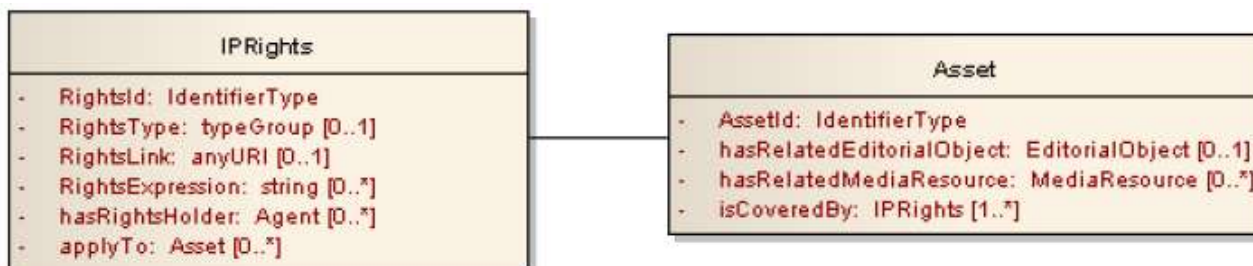 IPRights
- RightsId: IdentifierType
- RightsType: typeGroup [0..1]
- RightsLink: anyURI [0..1]
- RightsExpression: string [0..*]
- hasRightsHolder: Agent [0..*]
- applyTo: Asset [0..*]
Asset
- AssetId: IdentifierType
- hasRelatedEditorialObject: EditorialObject [0..1]
- hasRelatedMediaResource: MediaResource [0..*]
- isCoveredBy: IPRights [1..*]